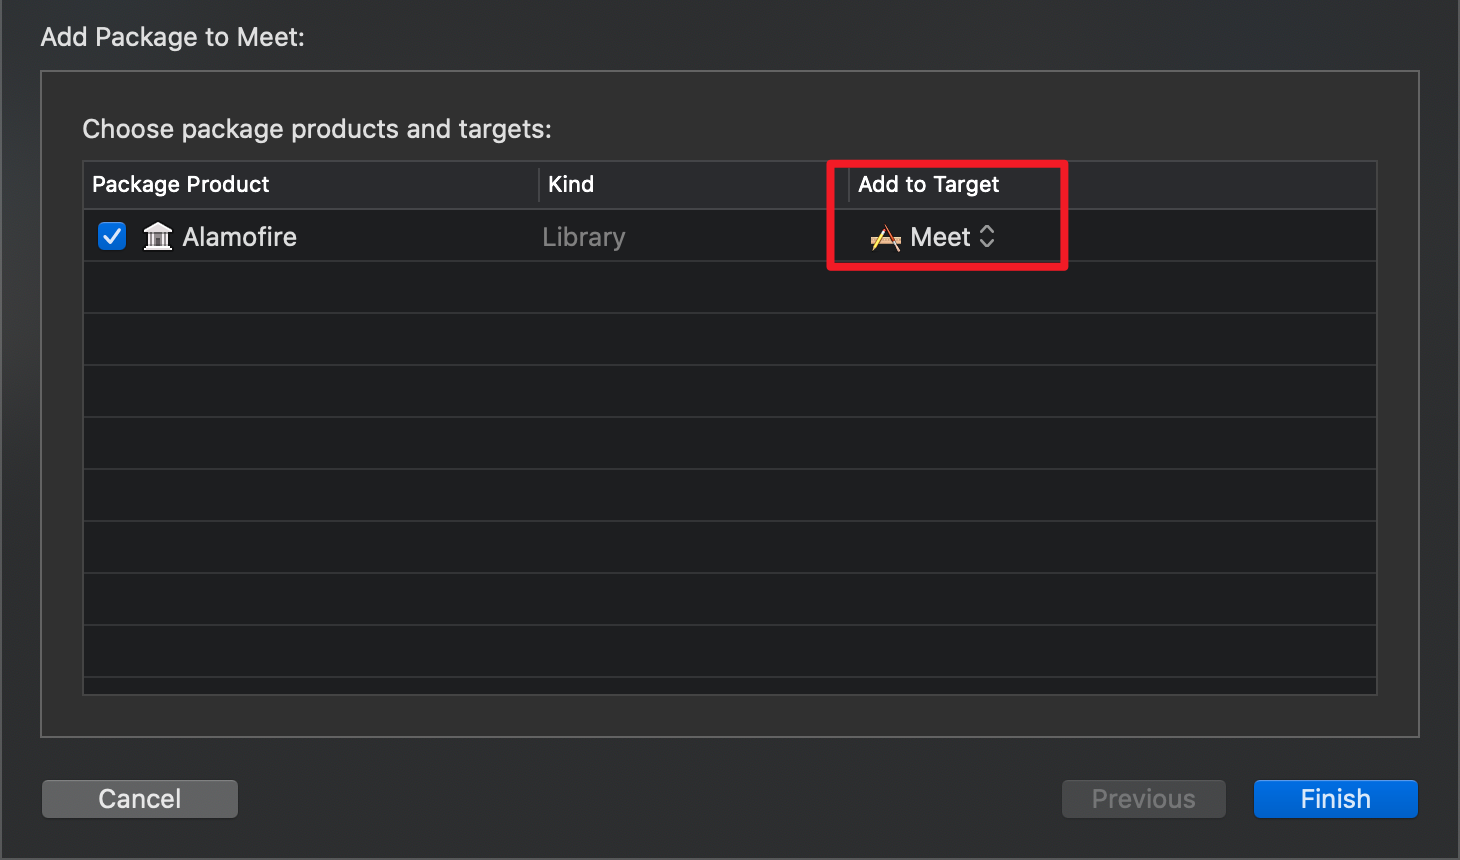 Add Package to Meet:
Choose package products and targets:
Package Product Kind Add to Target
Alamofire Library Meet
Cancel Previous Finish